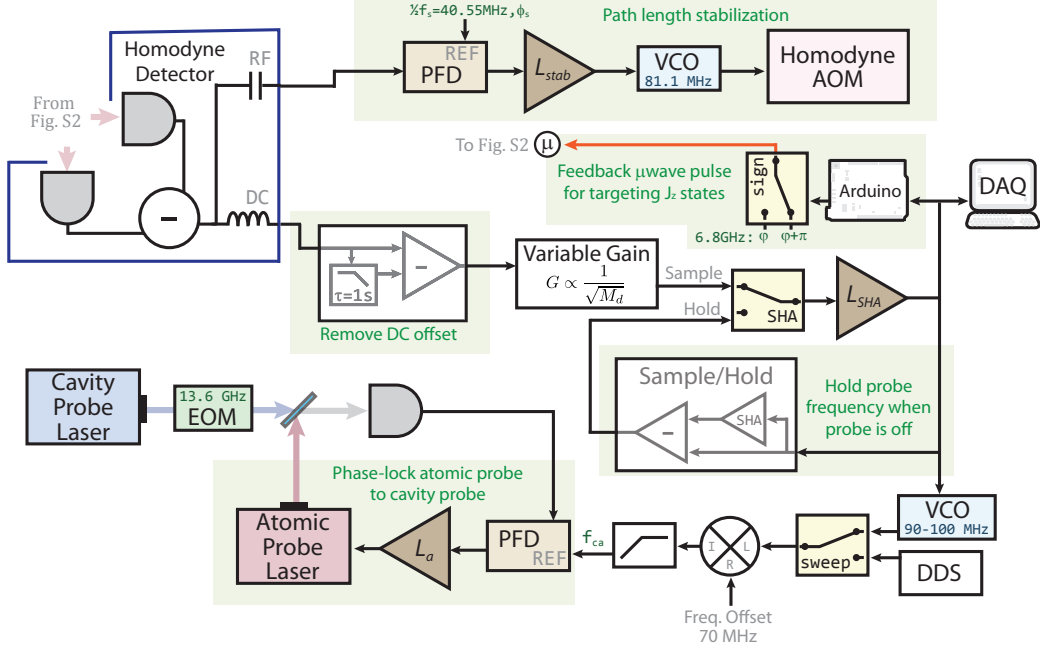 ½fₛ=40.55MHz,ϕₛ
Path length stabilization
Homodyne
Detector
RF
REF
PFD
Lstab
VCO
81.1 MHz
Homodyne
AOM
From
Fig. S2
To Fig. S2
μ
Feedback μwave pulse
for targeting Jz states
sign
Arduino
DAQ
6.8GHz: φ φ+π
−
DC
τ=1s
−
Remove DC offset
Variable Gain
G ∝ 1/√Md
Sample
Hold
SHA
LSHA
Sample/Hold
−
SHA
Hold probe
frequency when
probe is off
Cavity
Probe
Laser
13.6 GHz
EOM
Phase-lock atomic probe
to cavity probe
Atomic
Probe
Laser
La
PFD
REF
fca
I
L
R
sweep
VCO
90-100 MHz
DDS
Freq. Offset
70 MHz